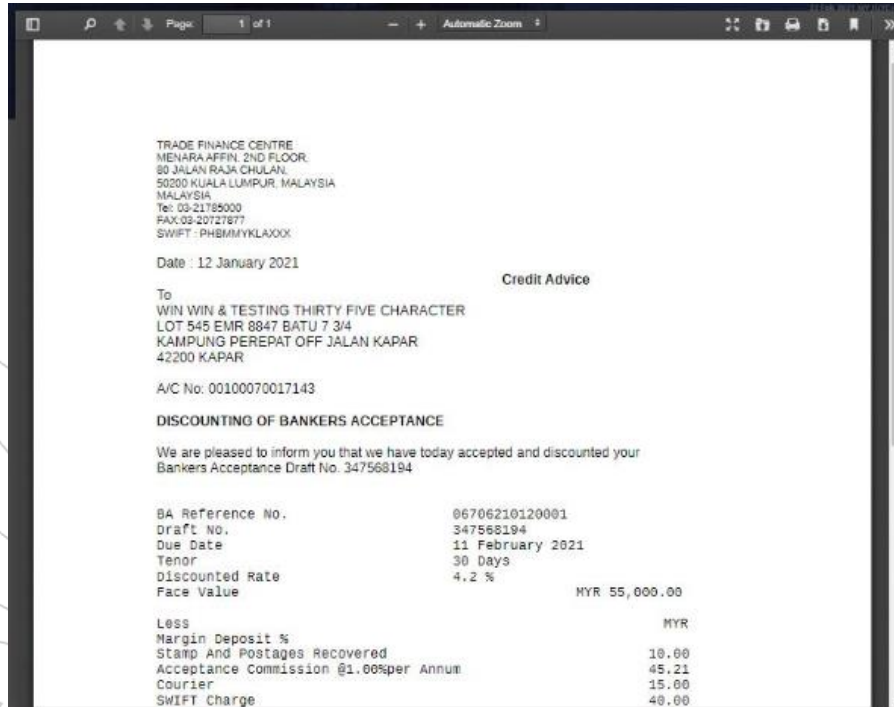 Page: 1 of 1 − + Automatic Zoom
TRADE FINANCE CENTRE
MENARA AFFIN, 2ND FLOOR,
80 JALAN RAJA CHULAN,
50200 KUALA LUMPUR, MALAYSIA
MALAYSIA
Tel: 03-21785000
FAX:03-20727877
SWIFT : PHBMMYKLAXXX
Date : 12 January 2021
Credit Advice
To
WIN WIN & TESTING THIRTY FIVE CHARACTER
LOT 545 EMR 8847 BATU 7 3/4
KAMPUNG PEREPAT OFF JALAN KAPAR
42200 KAPAR
A/C No: 00100070017143
DISCOUNTING OF BANKERS ACCEPTANCE
We are pleased to inform you that we have today accepted and discounted your
Bankers Acceptance Draft No. 347568194
BA Reference No. 06706210120001
Draft No. 347568194
Due Date 11 February 2021
Tenor 30 Days
Discounted Rate 4.2 %
Face Value MYR 55,000.00
Less MYR
Margin Deposit %
Stamp And Postages Recovered 10.00
Acceptance Commission @1.00%per Annum 45.21
Courier 15.00
SWIFT Charge 40.00